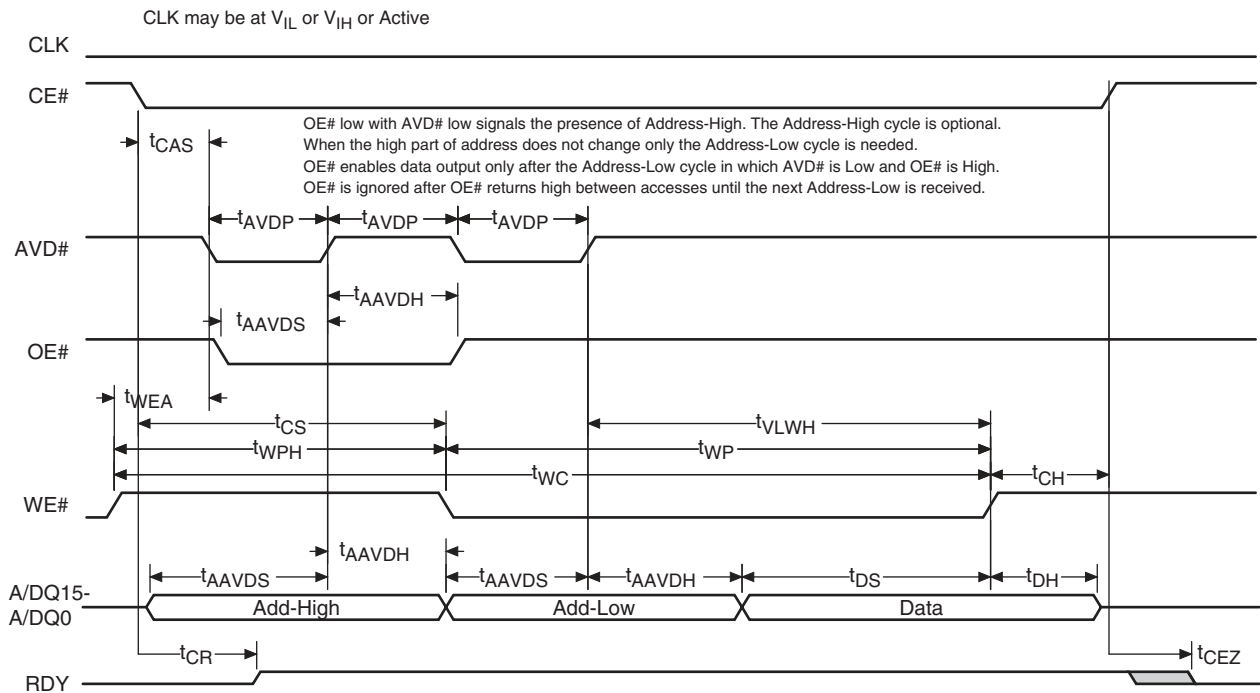 CLK may be at VIL or VIH or Active
CLK
CE#
OE# low with AVD# low signals the presence of Address-High. The Address-High cycle is optional.
When the high part of address does not change only the Address-Low cycle is needed.
OE# enables data output only after the Address-Low cycle in which AVD# is Low and OE# is High.
OE# is ignored after OE# returns high between accesses until the next Address-Low is received.
tCAS
tAVDP tAVDP tAVDP
AVD#
tAAVDH
tAAVDS
OE#
tWEA
tCS tVLWH
tWPH tWP
tWC tCH
WE#
tAAVDH
tAAVDS tAAVDS tAAVDH tDS tDH
A/DQ15-
A/DQ0
Add-High Add-Low Data
tCR tCEZ
RDY